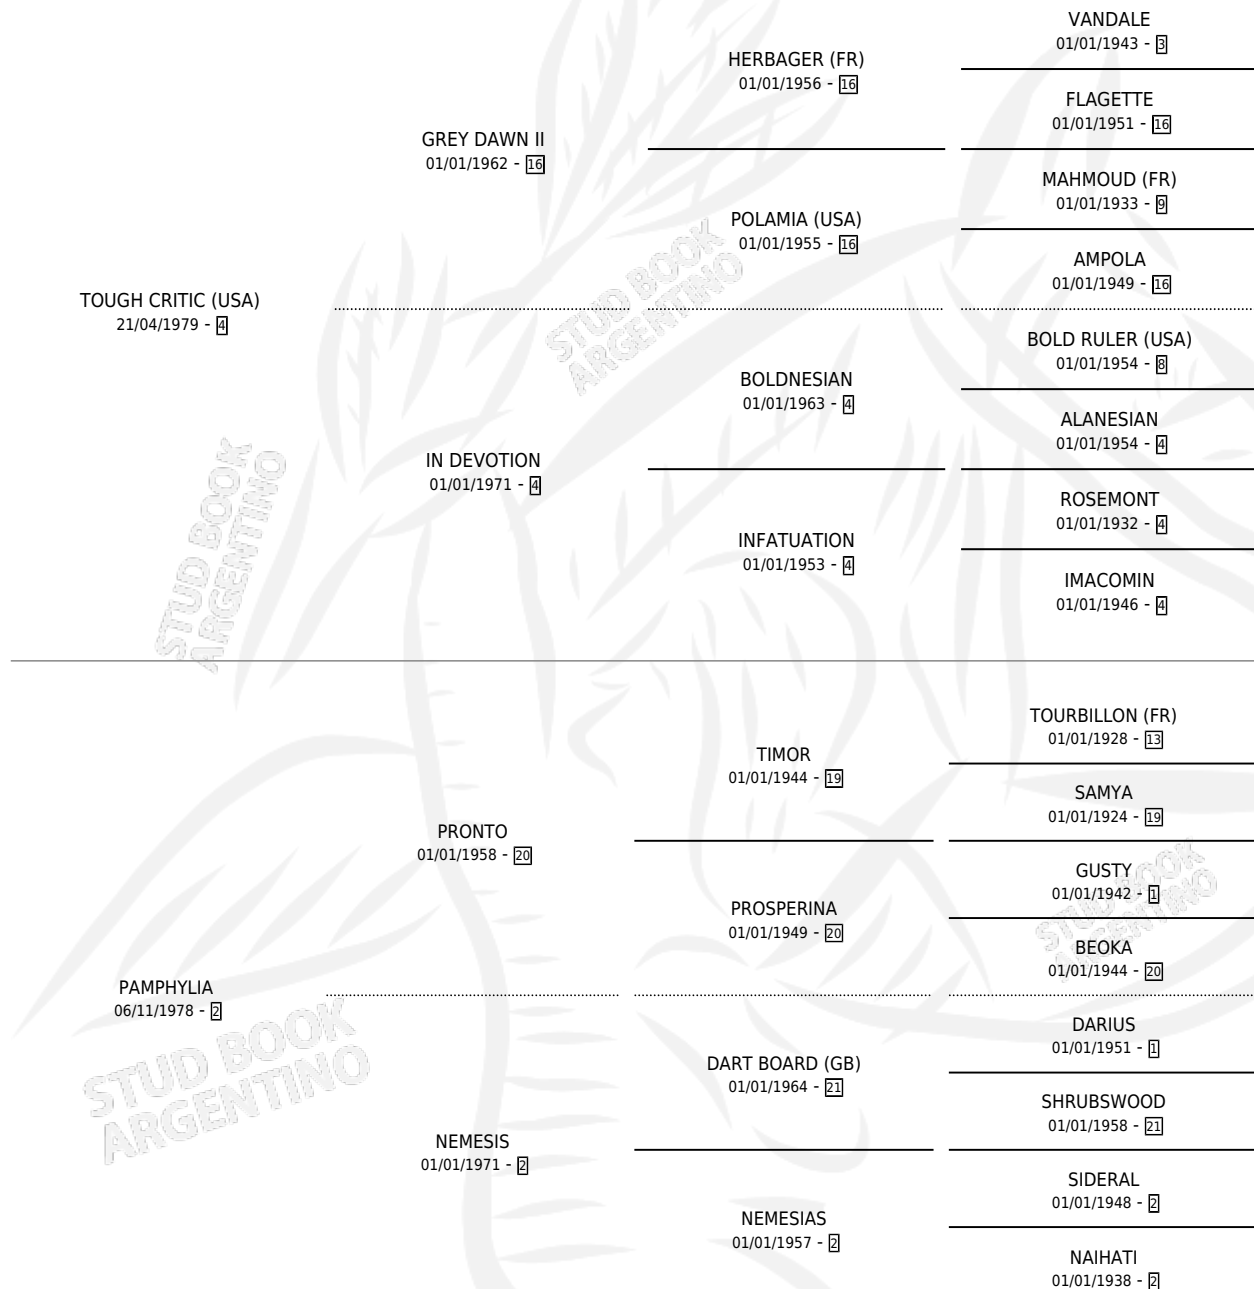 VANDALE
01/01/1943 - 3
HERBAGER (FR)
01/01/1956 - 16
FLAGETTE
01/01/1951 - 16
GREY DAWN II
01/01/1962 - 16
MAHMOUD (FR)
01/01/1933 - 9
POLAMIA (USA)
01/01/1955 - 16
AMPOLA
01/01/1949 - 16
TOUGH CRITIC (USA)
21/04/1979 - 4
BOLD RULER (USA)
01/01/1954 - 8
BOLDNESIAN
01/01/1963 - 4
ALANESIAN
01/01/1954 - 4
IN DEVOTION
01/01/1971 - 4
ROSEMONT
01/01/1932 - 4
INFATUATION
01/01/1953 - 4
IMACOMIN
01/01/1946 - 4
STUD BOOK
ARGENTINO
STUD BOOK
ARGENTINO
TOURBILLON (FR)
01/01/1928 - 13
TIMOR
01/01/1944 - 19
SAMYA
01/01/1924 - 19
PRONTO
01/01/1958 - 20
GUSTY
01/01/1942 - 1
PROSPERINA
01/01/1949 - 20
BEOKA
01/01/1944 - 20
STUD BOOK
ARGENTINO
PAMPHYLIA
06/11/1978 - 2
DARIUS
01/01/1951 - 1
DART BOARD (GB)
01/01/1964 - 21
SHRUBSWOOD
01/01/1958 - 21
NEMESIS
01/01/1971 - 2
SIDERAL
01/01/1948 - 2
NEMESIAS
01/01/1957 - 2
NAIHATI
01/01/1938 - 2
STUD BOOK
ARGENTINO